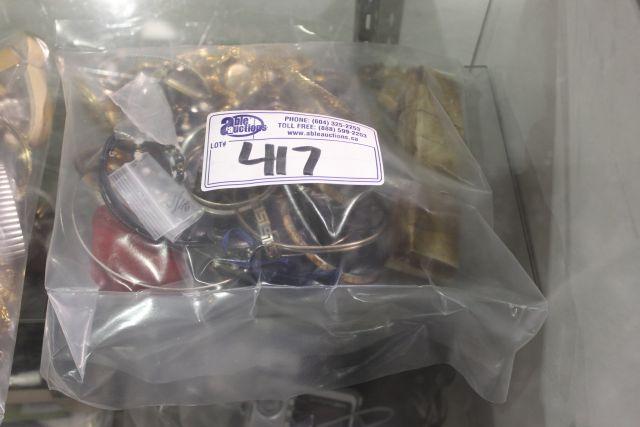 able auctions
PHONE: (604) 325-2253
TOLL FREE: (888) 599-2253
www.ableauctions.ca
LOT# 417